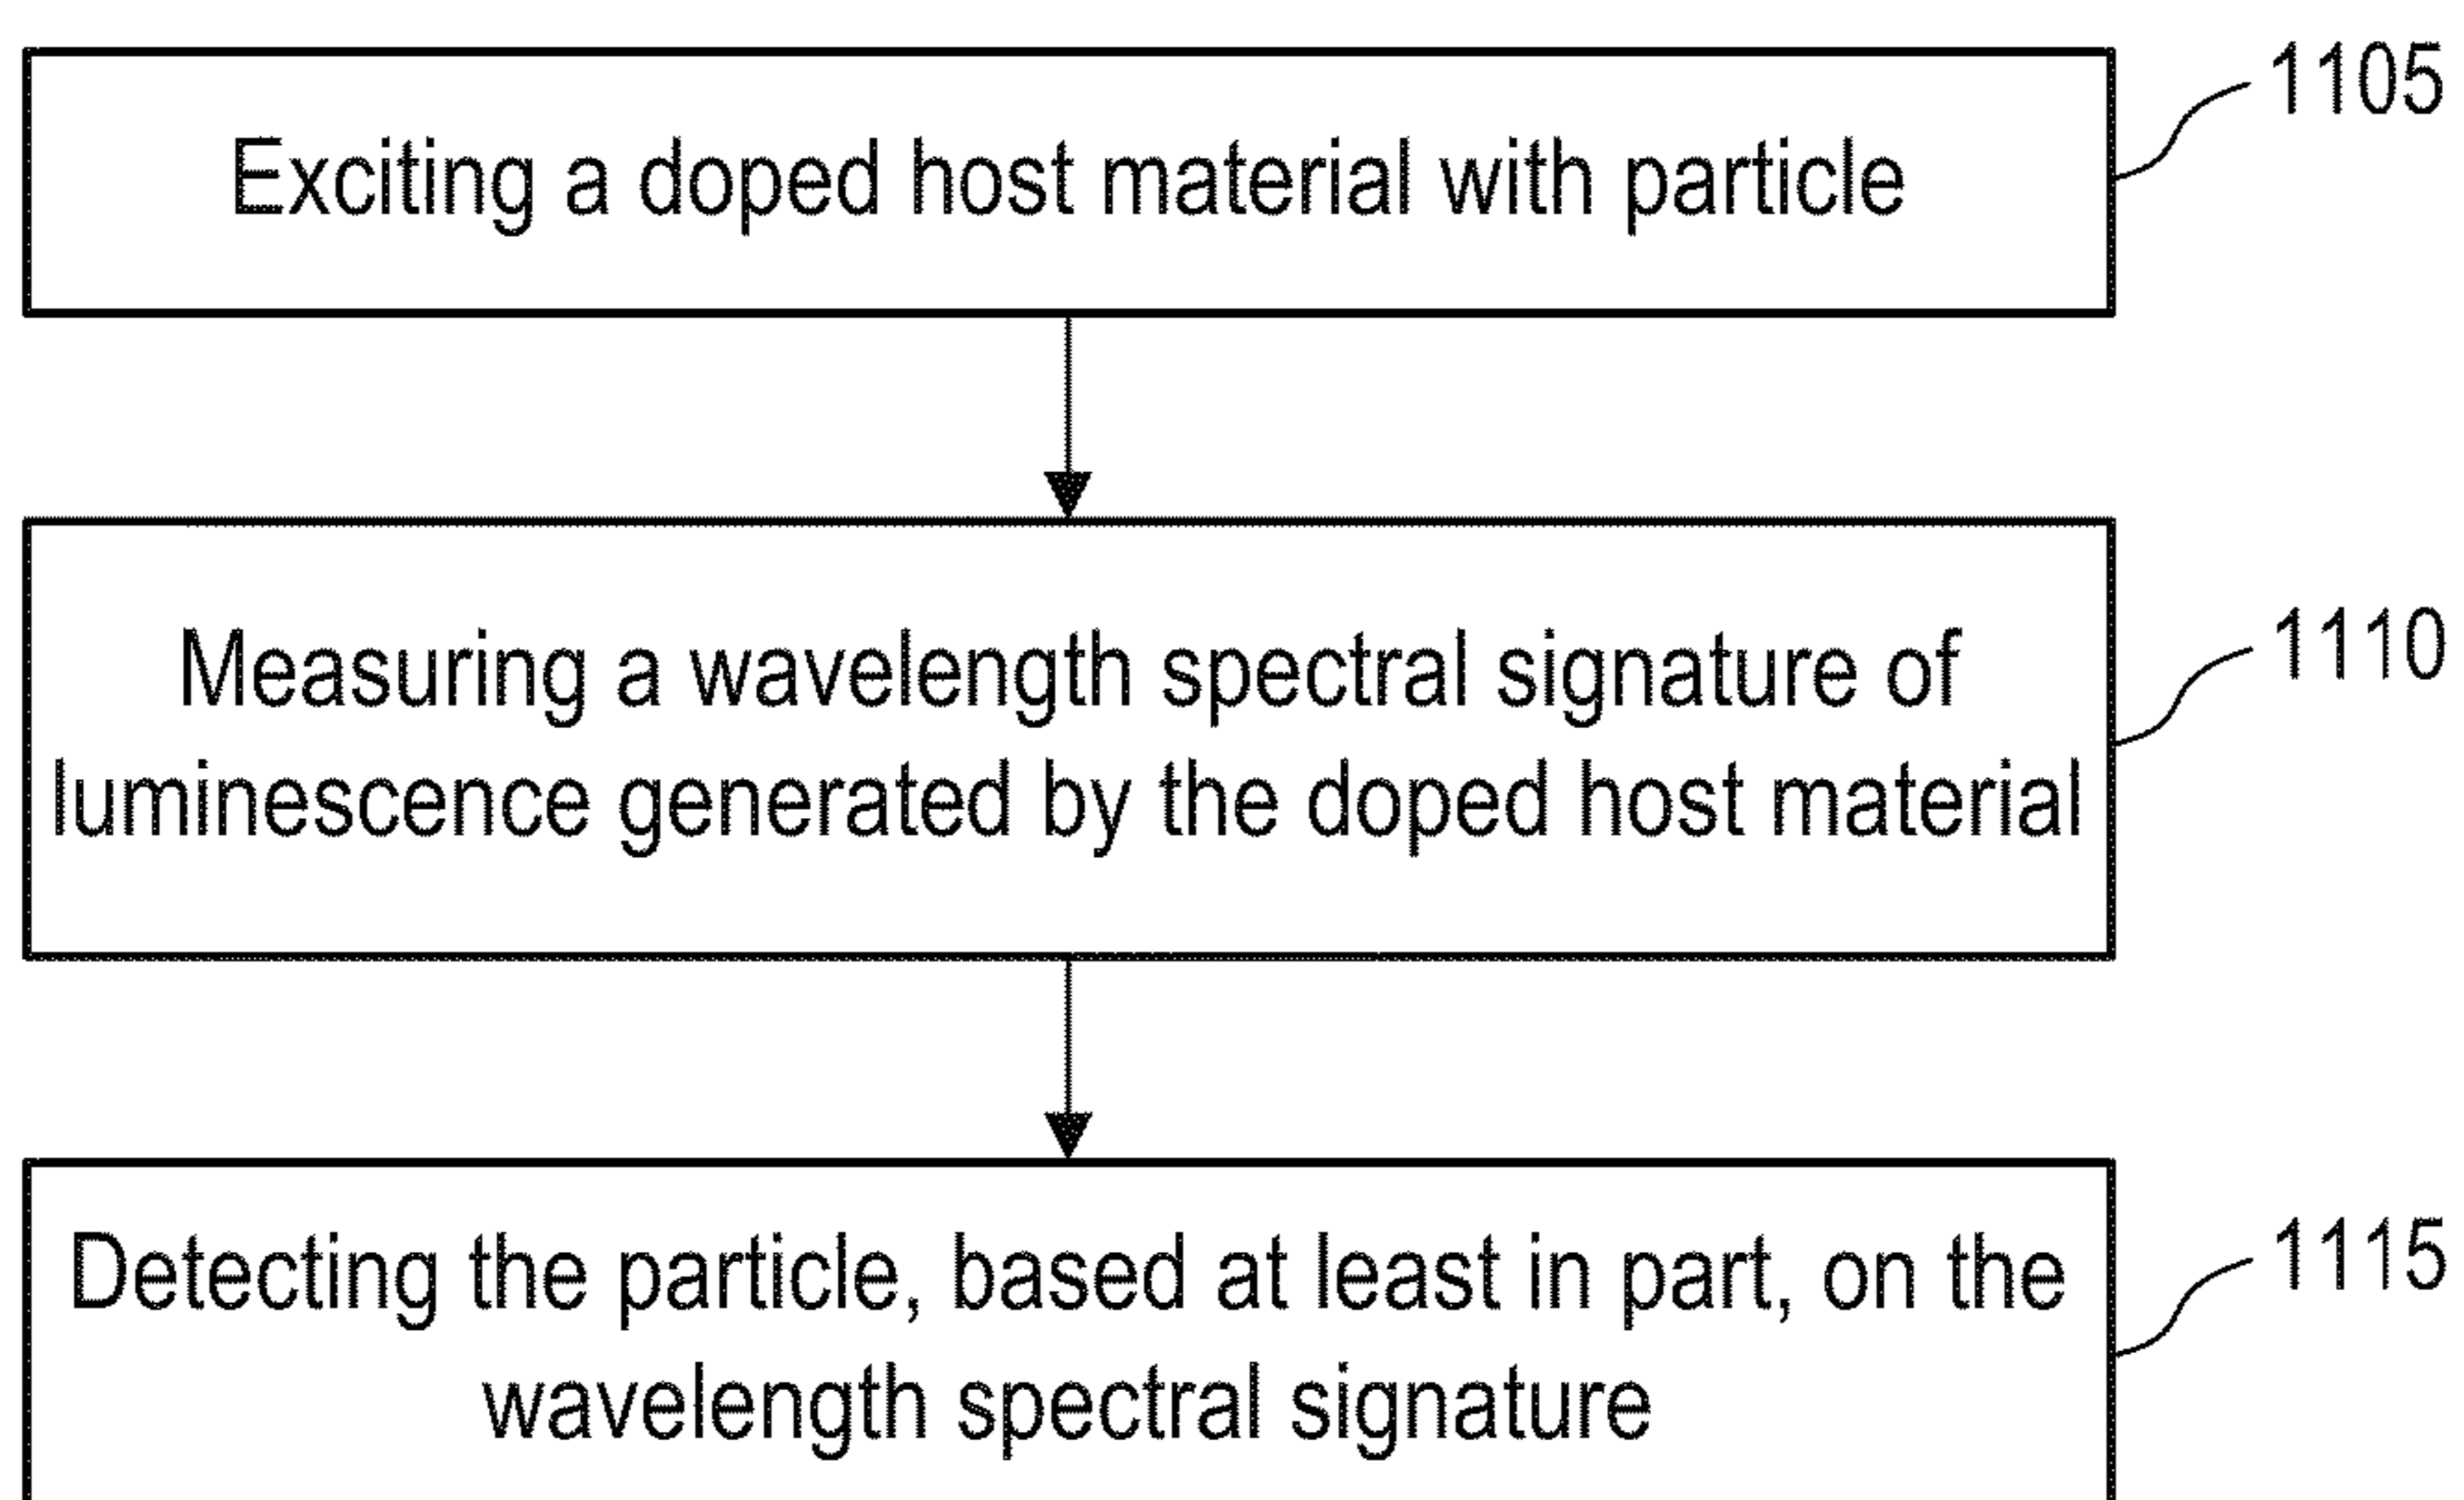 1105
Exciting a doped host material with particle
1110
Measuring a wavelength spectral signature of
luminescence generated by the doped host material
1115
Detecting the particle, based at least in part, on the
wavelength spectral signature